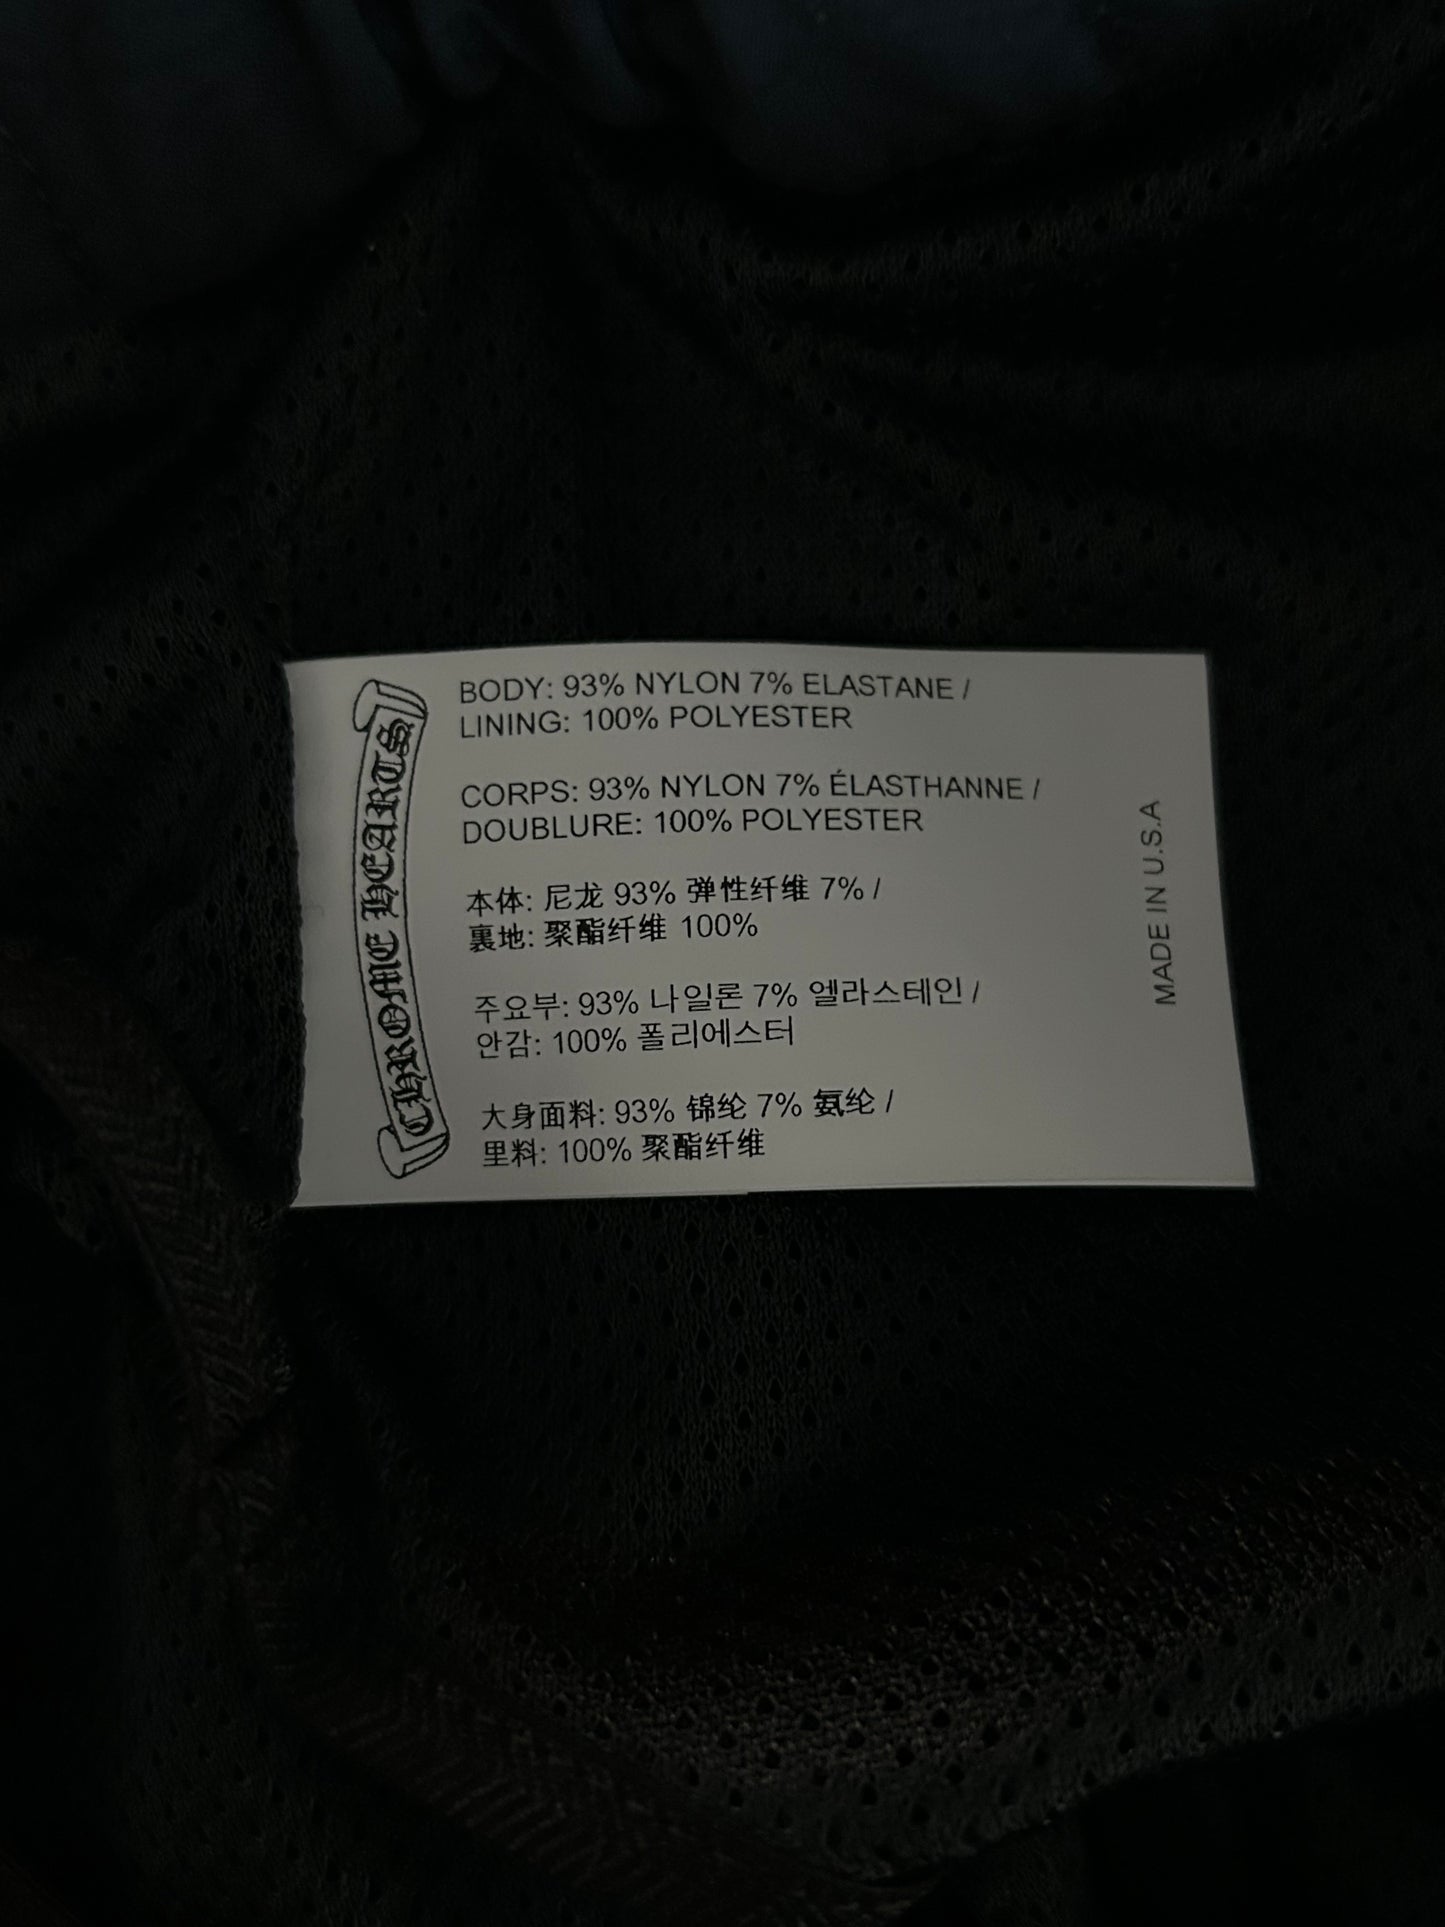 CHROME HEARTS
BODY: 93% NYLON 7% ELASTANE /
LINING: 100% POLYESTER
CORPS: 93% NYLON 7% ÉLASTHANNE /
DOUBLURE: 100% POLYESTER
本体: 尼龙 93% 弹性纤维 7% /
裏地: 聚酯纤维 100%
주요부: 93% 나일론 7% 엘라스테인 /
안감: 100% 폴리에스터
大身面料: 93% 锦纶 7% 氨纶 /
里料: 100% 聚酯纤维
MADE IN U.S.A